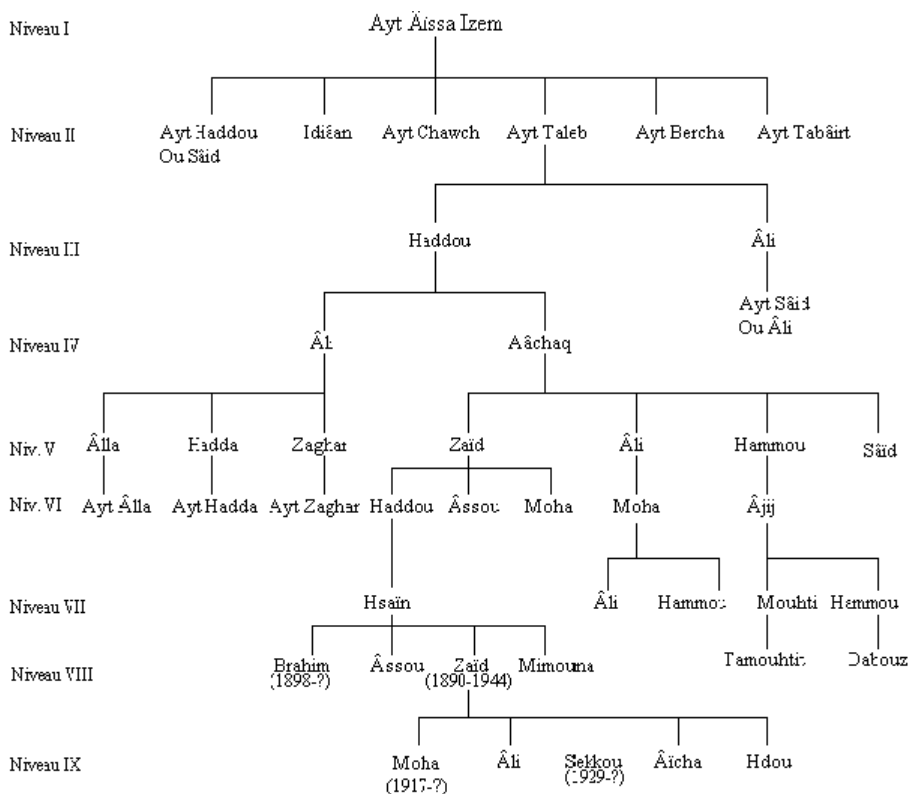 Niveau I Ayt Äissa Izem
Niveau II Ayt Haddou Idiêan Ayt Chawch Ayt Taleb Ayt Bercha Ayt Tabâirt
Ou Sâid
Niveau III Haddou Âli
Ayt Sâid
Ou Âli
Niveau IV Âli Aâchaq
Niv. V Âlla Hadda Zaghar Zaïd Âli Hammou Sâïd
Niv. VI Ayt Âlla Ayt Hadda Ayt Zaghar Haddou Âssou Moha Moha Âjij
Niveau VII Hsaïn Âli Hammou Mouhti Hammou
Niveau VIII Brahim Âssou Zaïd Mimouna Tamouhtit Dabouz
(1898-?) (1890-1944)
Niveau IX Moha Âli Sekkou Âïcha Hdou
(1917-?) (1929-?)